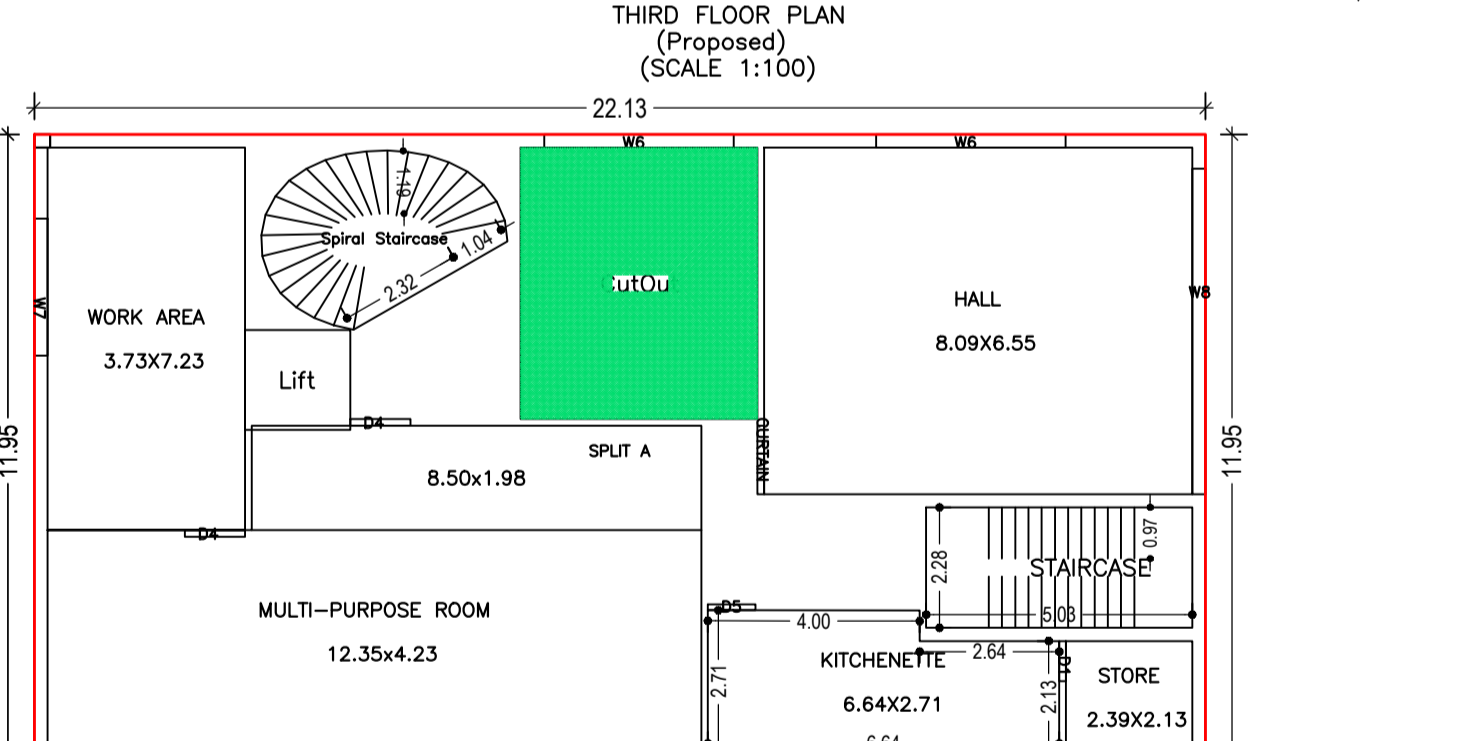 THIRD FLOOR PLAN
(Proposed)
(SCALE 1:100)
22.13
W6
W6
1.19
Spiral Staircase
1.04
2.32
W7
WORK AREA
3.73X7.23
Lift
D4
HALL
8.09X6.55
W8
11.95
11.95
CURTAIN
SPLIT A
8.50x1.98
D4
0.97
2.28
STAIRCASE
5.03
MULTI-PURPOSE ROOM
12.35x4.23
D5
4.00
2.64
2.71
KITCHENETTE
6.64X2.71
2.13
STORE
2.39X2.13